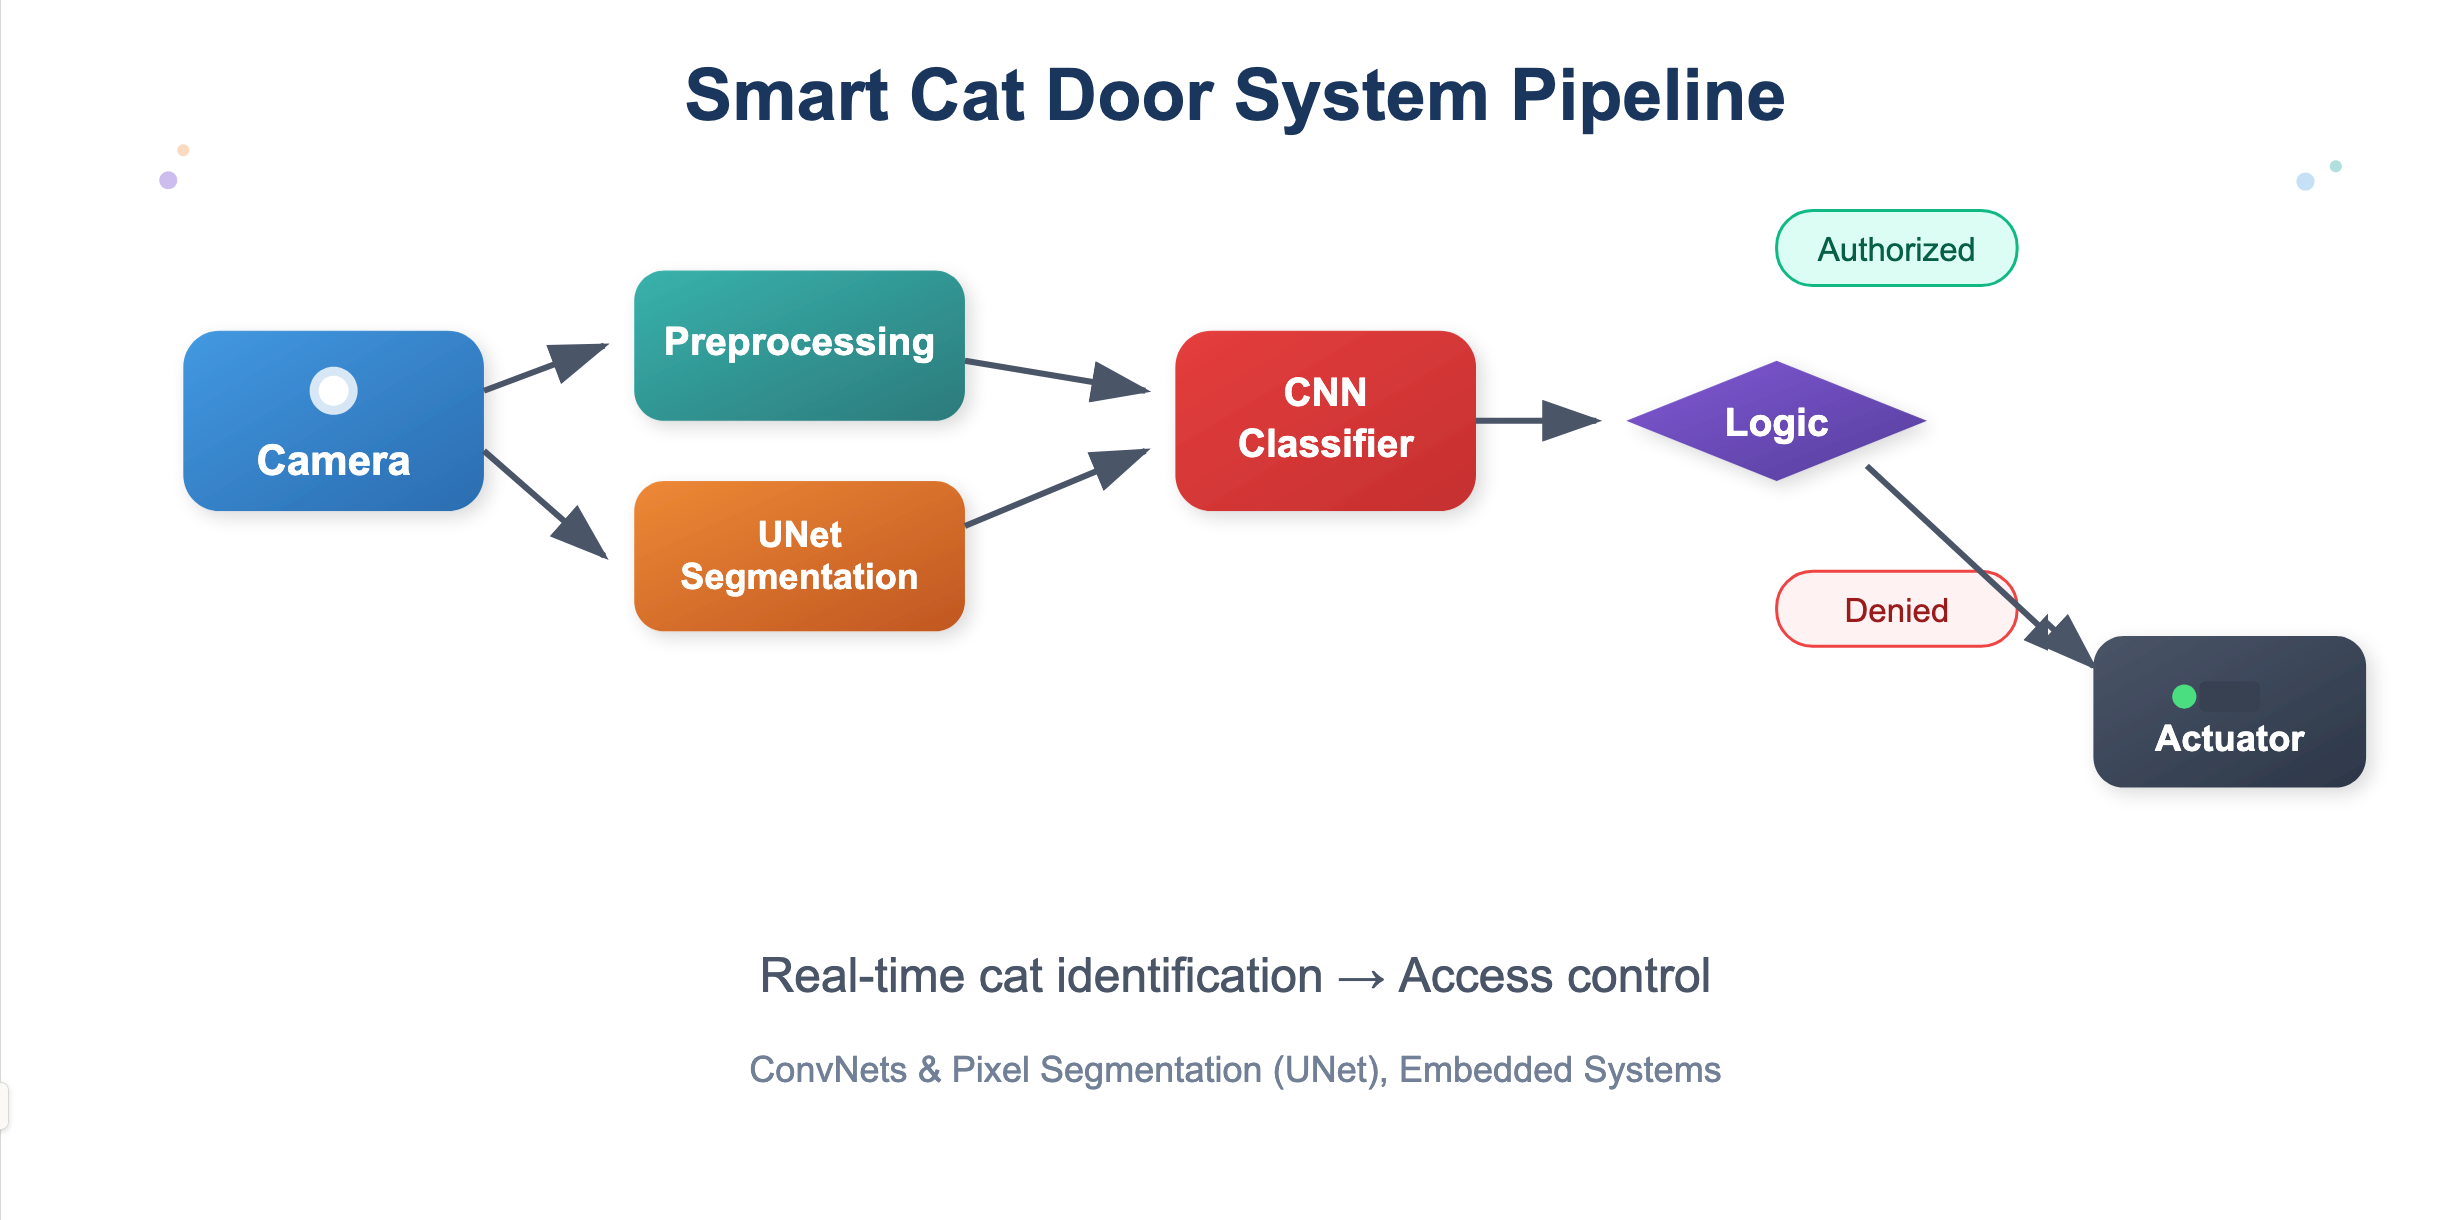 Smart Cat Door System Pipeline
Authorized
Preprocessing
Camera
CNN
Classifier
Logic
UNet
Segmentation
Denied
Actuator
Real-time cat identification → Access control
ConvNets & Pixel Segmentation (UNet), Embedded Systems